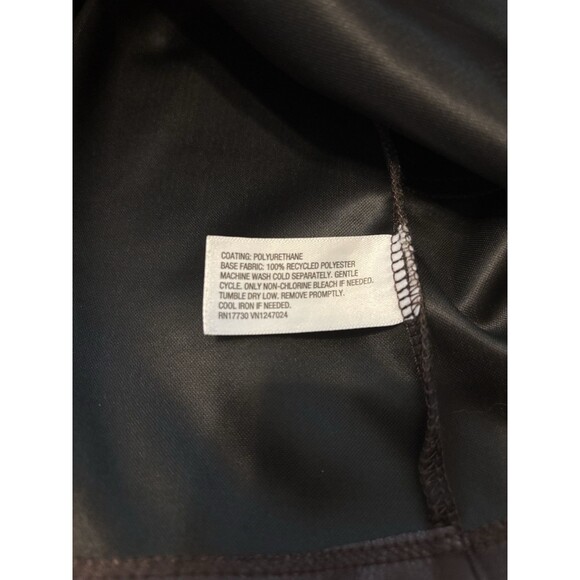 COATING: POLYURETHANE
BASE FABRIC: 100% RECYCLED POLYESTER
MACHINE WASH COLD SEPARATELY. GENTLE
CYCLE. ONLY NON-CHLORINE BLEACH IF NEEDED.
TUMBLE DRY LOW. REMOVE PROMPTLY.
COOL IRON IF NEEDED.
RN17730 VN1247024